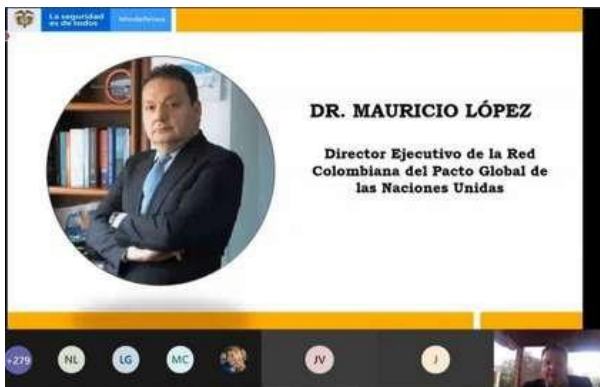 La seguridad
es de todos
Mindefensa
DR. MAURICIO LÓPEZ
Director Ejecutivo de la Red
Colombiana del Pacto Global de
las Naciones Unidas
+279
NL
LG
MC
JV
J